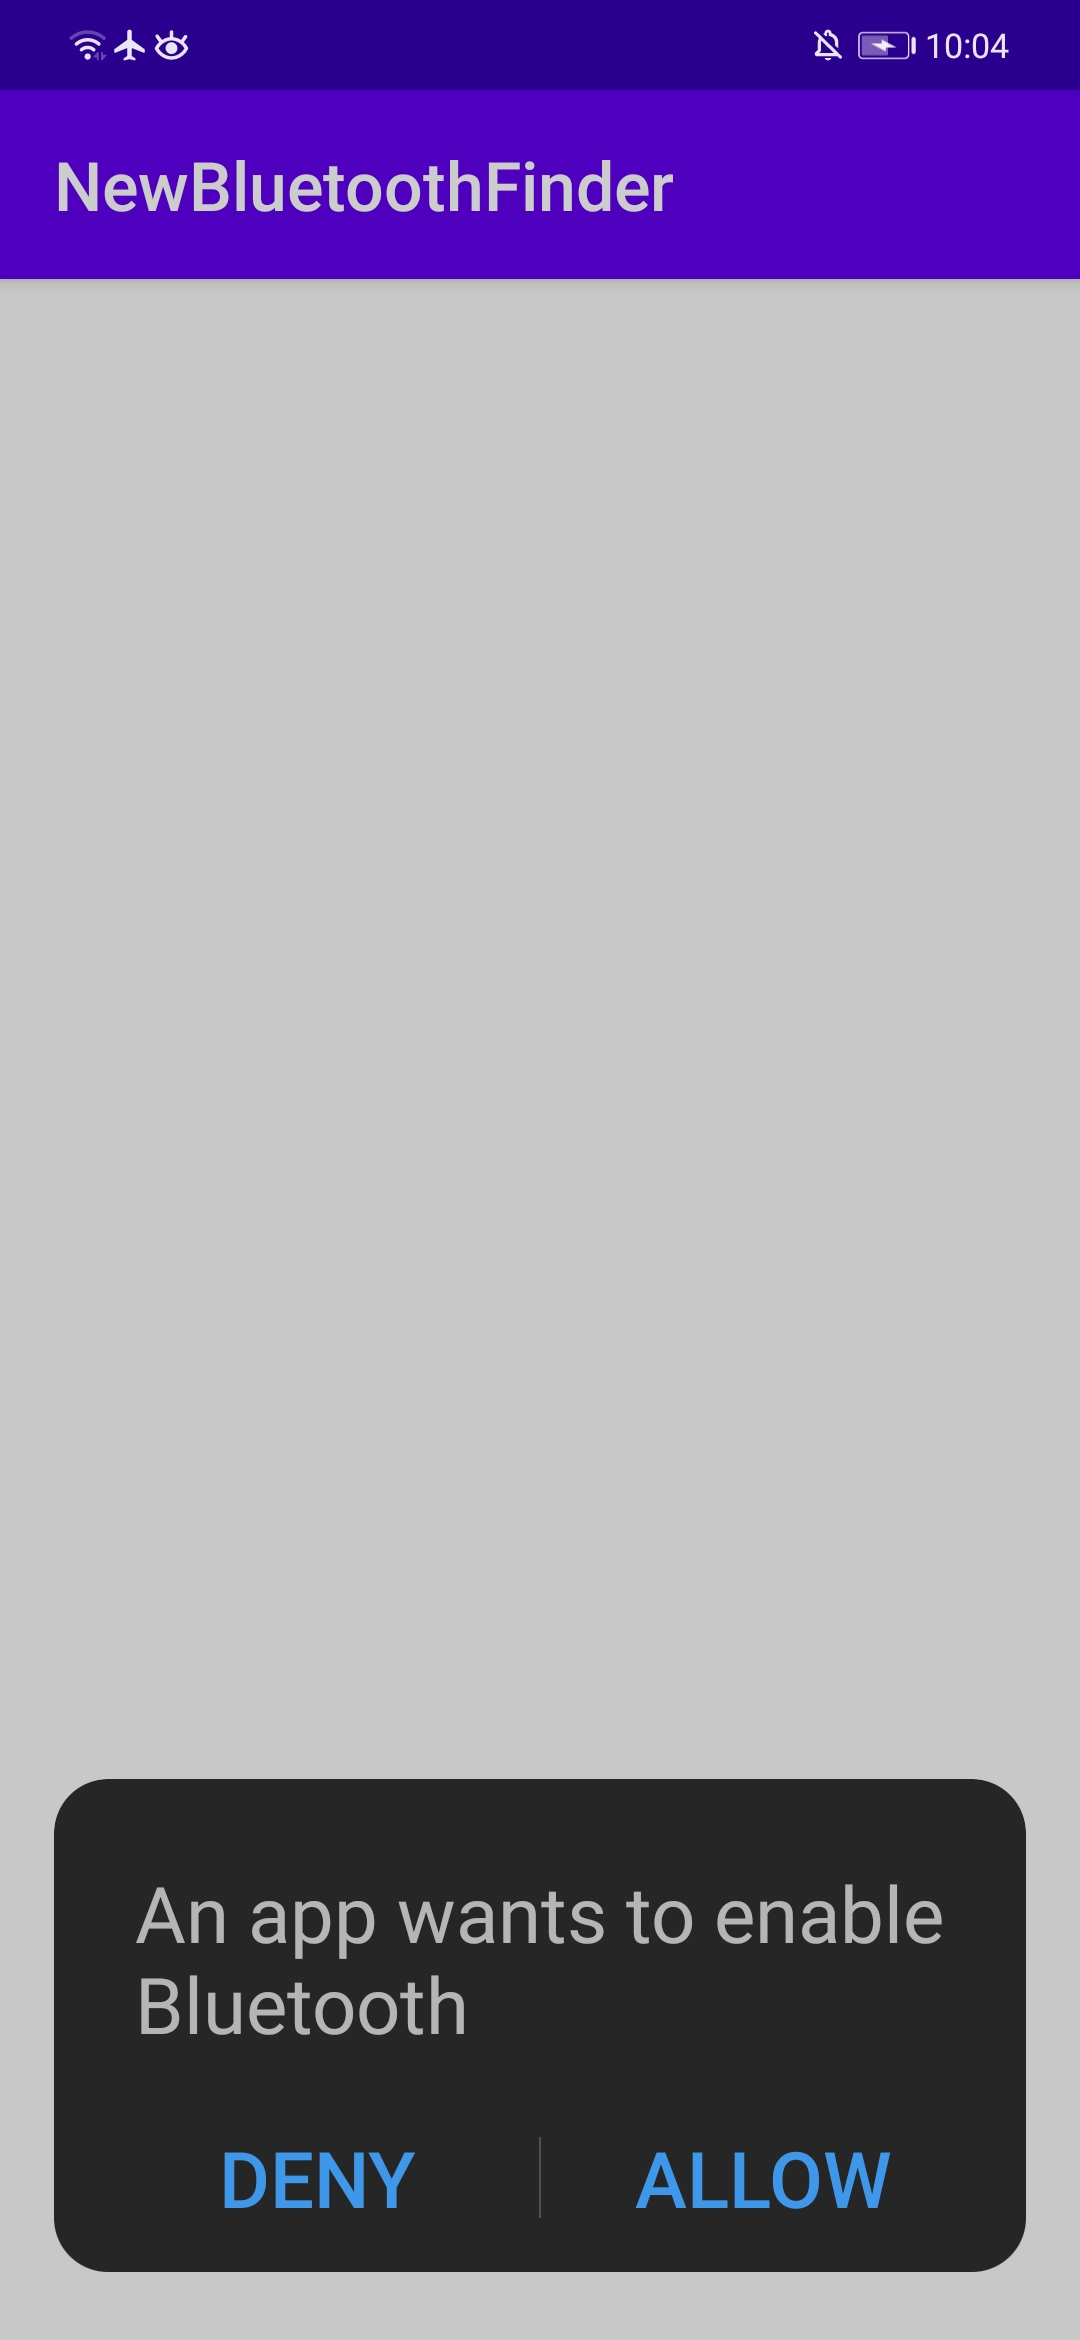 10:04
NewBluetoothFinder
An app wants to enable
Bluetooth
DENY
ALLOW